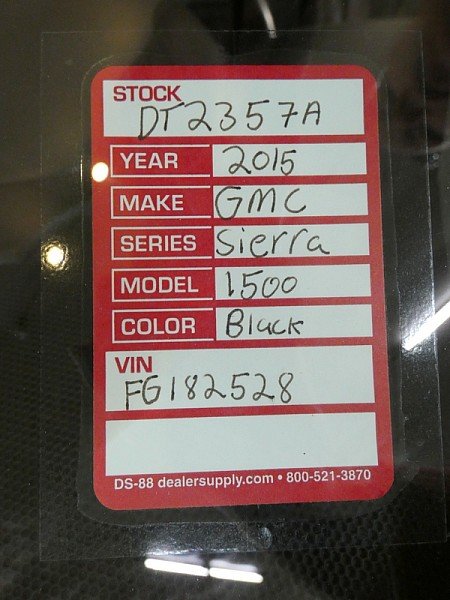 STOCK
DT2357A
YEAR 2015
MAKE GMC
SERIES Sierra
MODEL 1500
COLOR Black
VIN
FG182528
DS-88 dealersupply.com • 800-521-3870